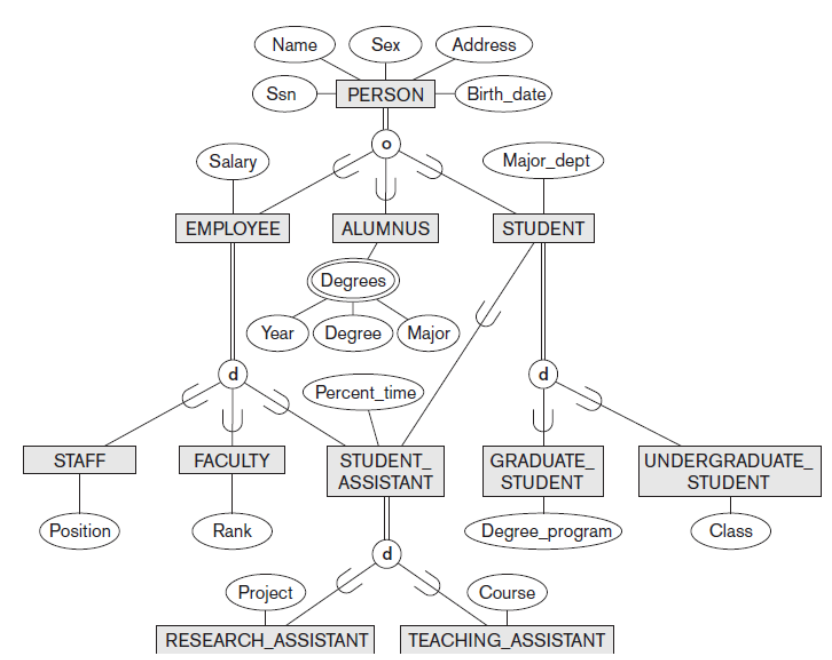 Name Sex Address
Ssn PERSON Birth_date
o
Salary Major_dept
EMPLOYEE ALUMNUS STUDENT
Degrees
Year Degree Major
d d
Percent_time
STAFF FACULTY STUDENT_ GRADUATE_ UNDERGRADUATE_
ASSISTANT STUDENT STUDENT
Position Rank Degree_program Class
d
Project Course
RESEARCH_ASSISTANT TEACHING_ASSISTANT